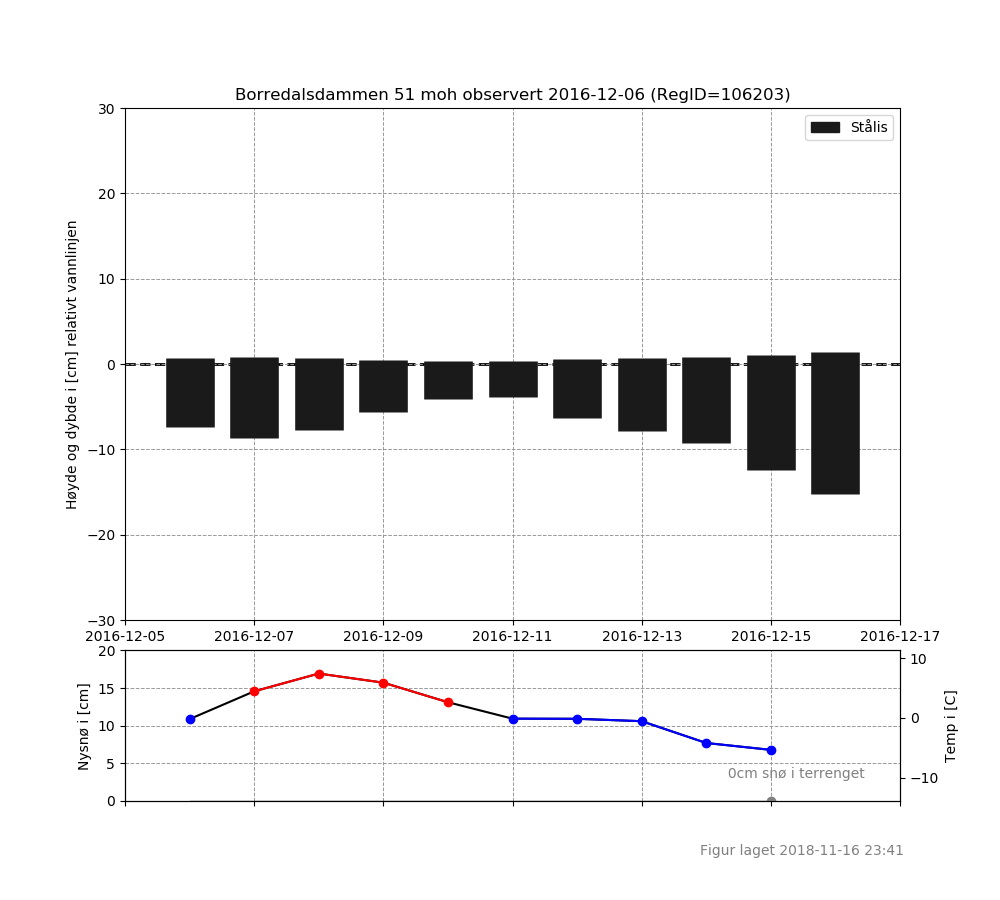 Borredalsdammen 51 moh observert 2016-12-06 (RegID=106203)
Stålis
Høyde og dybde i [cm] relativt vannlinjen
30
20
10
0
−10
−20
−30
2016-12-05 2016-12-07 2016-12-09 2016-12-11 2016-12-13 2016-12-15 2016-12-17
Nysnø i [cm]
20
15
10
5
0
10
0
−10
Temp i [C]
0cm snø i terrenget
Figur laget 2018-11-16 23:41